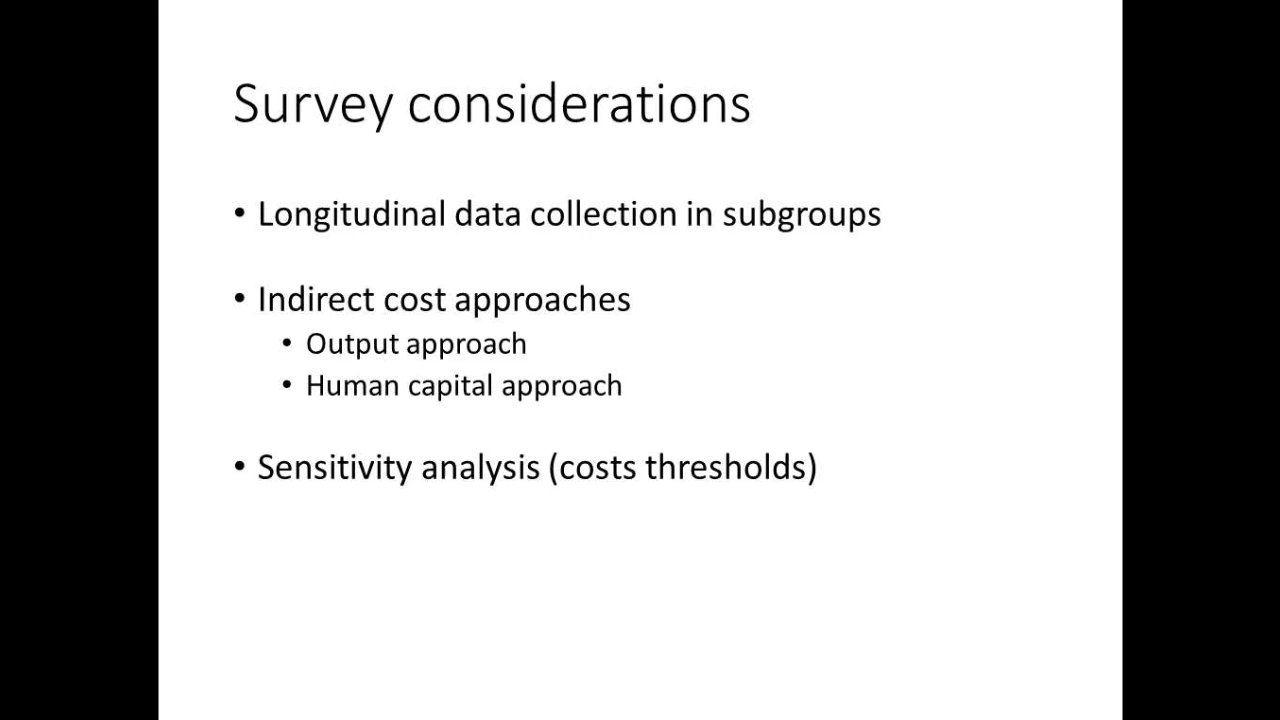 Survey considerations
• Longitudinal data collection in subgroups
• Indirect cost approaches
• Output approach
• Human capital approach
• Sensitivity analysis (costs thresholds)